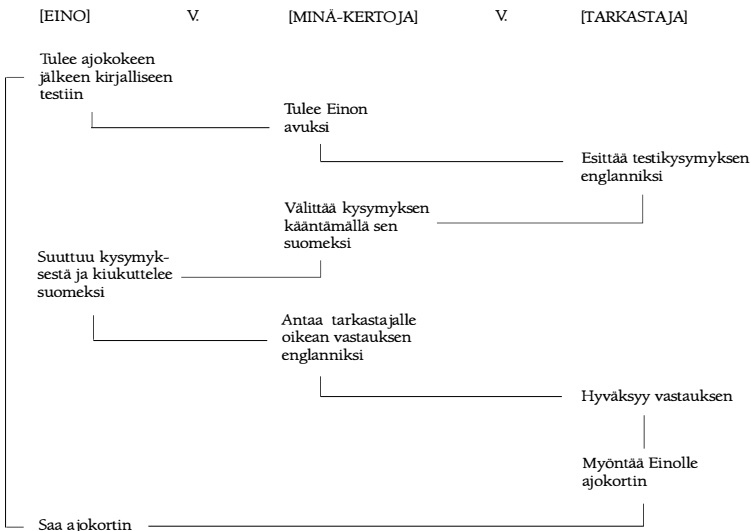 [EINO] V. [MINÄ-KERTOJA] V. [TARKASTAJA]
Tulee ajokokeen
jälkeen kirjalliseen
testiin
Tulee Einon
avuksi
Esittää testikysymyksen
englanniksi
Välittää kysymyksen
kääntämällä sen
suomeksi
Suuttuu kysymyk-
sestä ja kiukuttelee
suomeksi
Antaa tarkastajalle
oikean vastauksen
englanniksi
Hyväksyy vastauksen
Myöntää Einolle
ajokortin
Saa ajokortin